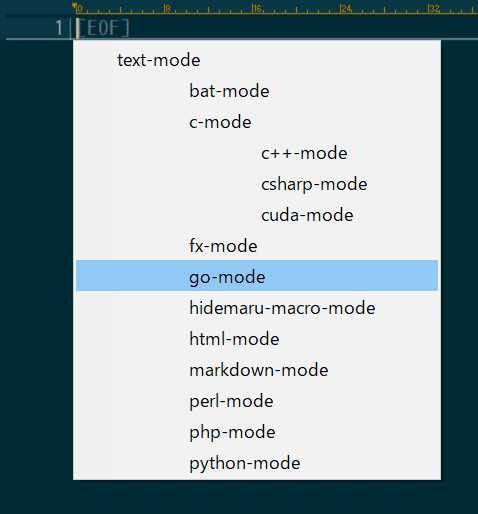 0 8 16 24 32
1 [EOF]
text-mode
bat-mode
c-mode
c++-mode
csharp-mode
cuda-mode
fx-mode
go-mode
hidemaru-macro-mode
html-mode
markdown-mode
perl-mode
php-mode
python-mode